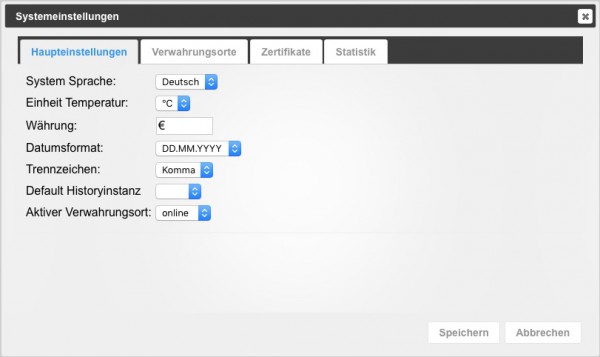 Systemeinstellungen
Haupteinstellungen Verwahrungsorte Zertifikate Statistik
System Sprache: Deutsch
Einheit Temperatur: °C
Währung: €
Datumsformat: DD.MM.YYYY
Trennzeichen: Komma
Default Historyinstanz
Aktiver Verwahrungsort: online
Speichern Abbrechen